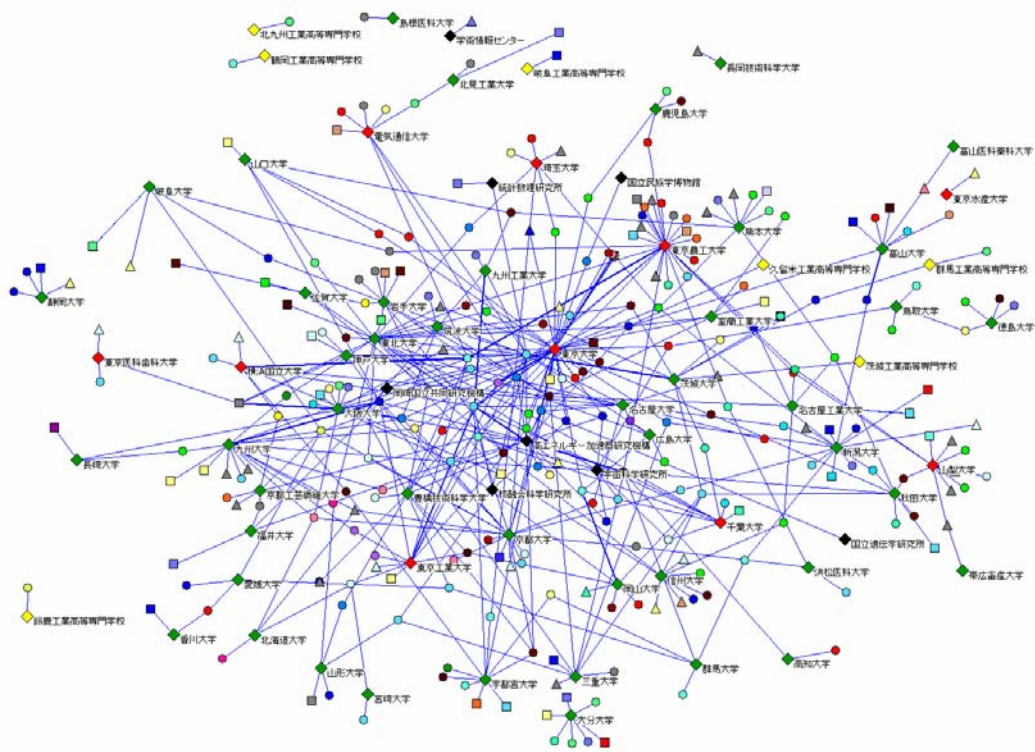 島根医科大学
北九州工業高等専門学校
学術情報センター
鶴岡工業高等専門学校
岐阜工業高等専門学校
長岡技術科学大学
北見工業大学
鹿児島大学
電気通信大学
富山医科薬科大学
山口大学
埼玉大学
統計数理研究所
国立民族学博物館
岐阜大学
東京水産大学
熊本大学
東京農工大学
富山大学
久留米工業高等専門学校
群馬工業高等専門学校
九州工業大学
静岡大学
佐賀大学
岩手大学
鳥取大学
室蘭工業大学
徳島大学
筑波大学
東北大学
東京大学
神戸大学
東京医科歯科大学
横浜国立大学
茨城工業高等専門学校
茨城大学
岡崎国立共同研究機構
大阪大学
名古屋大学
名古屋工業大学
広島大学
高エネルギー加速器研究機構
九州大学
新潟大学
長崎大学
宇宙科学研究所
山梨大学
京都工芸繊維大学
豊橋技術科学大学
核融合科学研究所
秋田大学
千葉大学
福井大学
京都大学
国立遺伝学研究所
東京工業大学
浜松医科大学
帯広畜産大学
愛媛大学
岡山大学
信州大学
鈴鹿工業高等専門学校
香川大学
北海道大学
高知大学
山形大学
群馬大学
宇都宮大学
三重大学
宮崎大学
大分大学